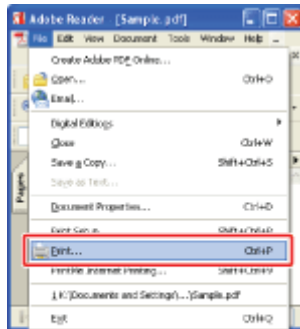 Adobe Reader - [Sample.pdf]
File Edit View Document Tools Window Help
Create Adobe PDF Online...
Open... Ctrl+O
Email...
Digital Editions
Close Ctrl+W
Save a Copy... Shift+Ctrl+S
Save as Text...
Document Properties... Ctrl+D
Print Setup... Shift+Ctrl+P
Print... Ctrl+P
PrintMe Internet Printing... Shift+Ctrl+P
1 K:\Documents and Settings\...\Sample.pdf
Exit Ctrl+Q
Pages